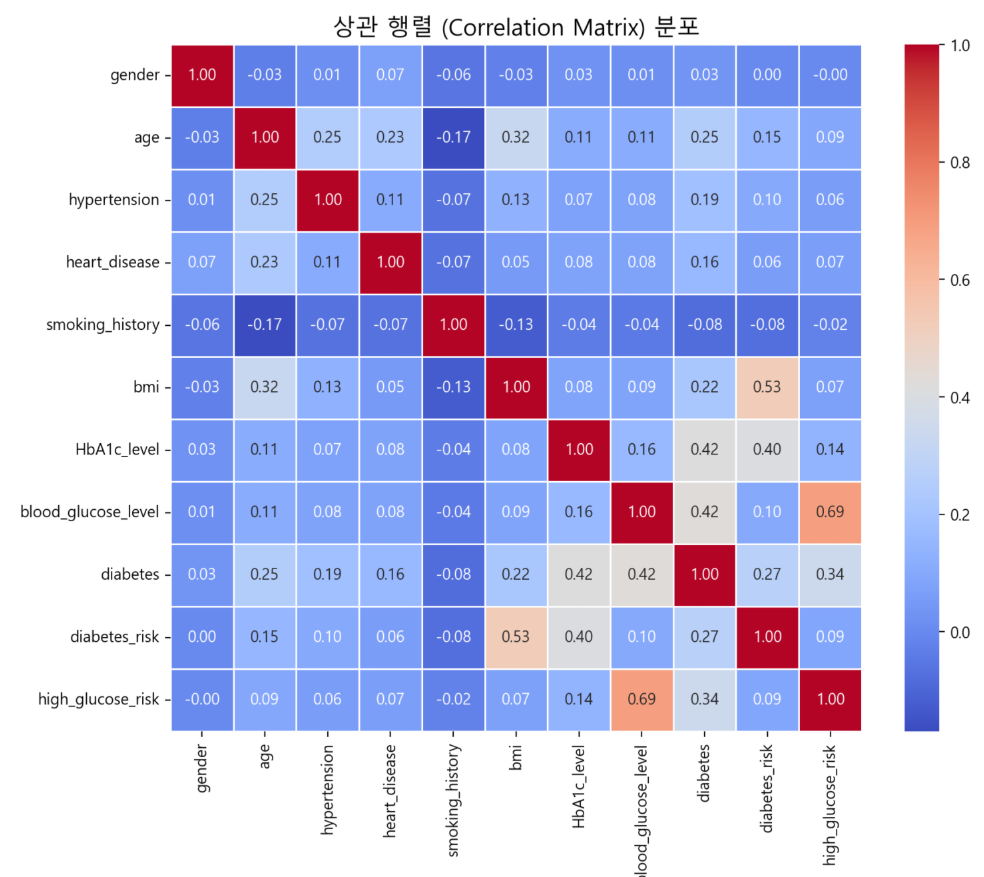 상관 행렬 (Correlation Matrix) 분포
gender 1.00 -0.03 0.01 0.07 -0.06 -0.03 0.03 0.01 0.03 0.00 -0.00
age -0.03 1.00 0.25 0.23 -0.17 0.32 0.11 0.11 0.25 0.15 0.09
hypertension 0.01 0.25 1.00 0.11 -0.07 0.13 0.07 0.08 0.19 0.10 0.06
heart_disease 0.07 0.23 0.11 1.00 -0.07 0.05 0.08 0.08 0.16 0.06 0.07
smoking_history -0.06 -0.17 -0.07 -0.07 1.00 -0.13 -0.04 -0.04 -0.08 -0.08 -0.02
bmi -0.03 0.32 0.13 0.05 -0.13 1.00 0.08 0.09 0.22 0.53 0.07
HbA1c_level 0.03 0.11 0.07 0.08 -0.04 0.08 1.00 0.16 0.42 0.40 0.14
blood_glucose_level 0.01 0.11 0.08 0.08 -0.04 0.09 0.16 1.00 0.42 0.10 0.69
diabetes 0.03 0.25 0.19 0.16 -0.08 0.22 0.42 0.42 1.00 0.27 0.34
diabetes_risk 0.00 0.15 0.10 0.06 -0.08 0.53 0.40 0.10 0.27 1.00 0.09
high_glucose_risk -0.00 0.09 0.06 0.07 -0.02 0.07 0.14 0.69 0.34 0.09 1.00
gender
age
hypertension
heart_disease
smoking_history
bmi
HbA1c_level
blood_glucose_level
diabetes
diabetes_risk
high_glucose_risk
1.0
0.8
0.6
0.4
0.2
0.0